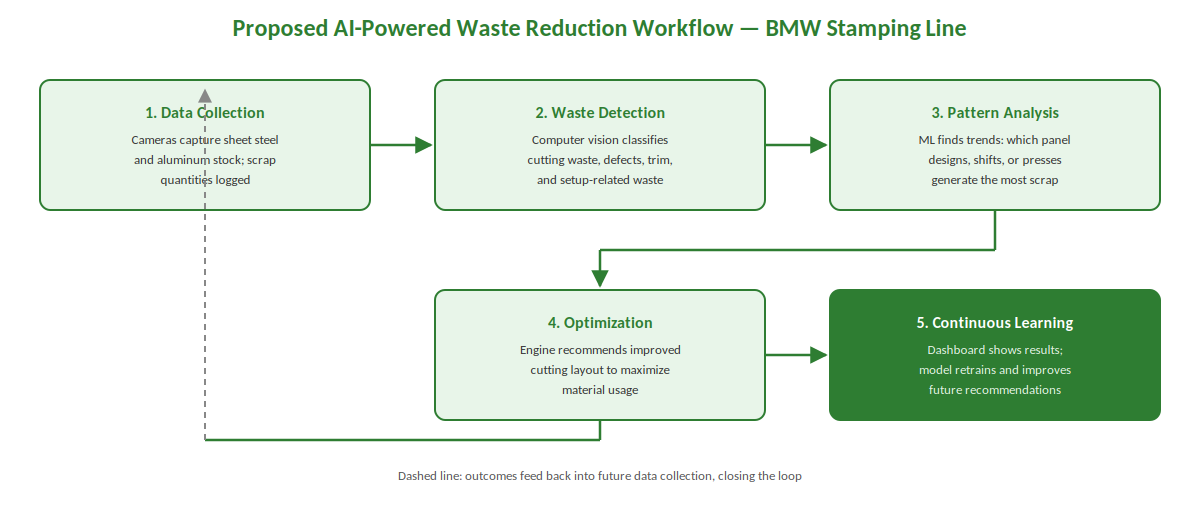 Proposed AI-Powered Waste Reduction Workflow — BMW Stamping Line
1. Data Collection
Cameras capture sheet steel
and aluminum stock; scrap
quantities logged
2. Waste Detection
Computer vision classifies
cutting waste, defects, trim,
and setup-related waste
3. Pattern Analysis
ML finds trends: which panel
designs, shifts, or presses
generate the most scrap
4. Optimization
Engine recommends improved
cutting layout to maximize
material usage
5. Continuous Learning
Dashboard shows results;
model retrains and improves
future recommendations
Dashed line: outcomes feed back into future data collection, closing the loop